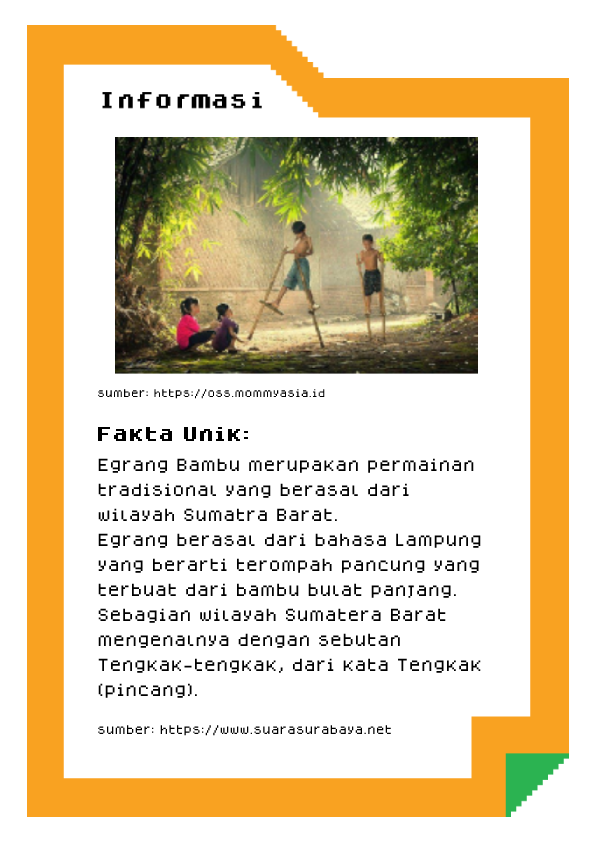 Informasi
sumber: https://oss.mommyasia.id
Fakta Unik:
Egrang Bambu merupakan permainan
tradisional yang berasal dari
wilayah Sumatra Barat.
Egrang berasal dari bahasa Lampung
yang berarti terompah pancung yang
terbuat dari bambu bulat panjang.
Sebagian wilayah Sumatera Barat
mengenalnya dengan sebutan
Tengkak-tengkak, dari kata Tengkak
(pincang).
sumber: https://www.suarasurabaya.net